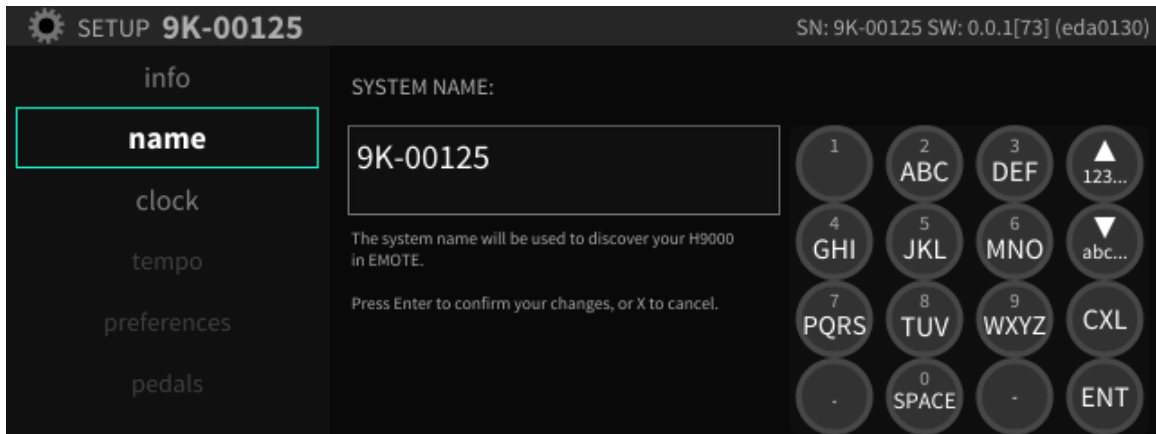 SETUP 9K-00125
SN: 9K-00125 SW: 0.0.1[73] (eda0130)
info
name
clock
tempo
preferences
pedals
SYSTEM NAME:
9K-00125
The system name will be used to discover your H9000
in EMOTE.
Press Enter to confirm your changes, or X to cancel.
1
2
ABC
3
DEF
▲
123...
4
GHI
5
JKL
6
MNO
▼
abc...
7
PQRS
8
TUV
9
WXYZ
CXL
.
0
SPACE
-
ENT